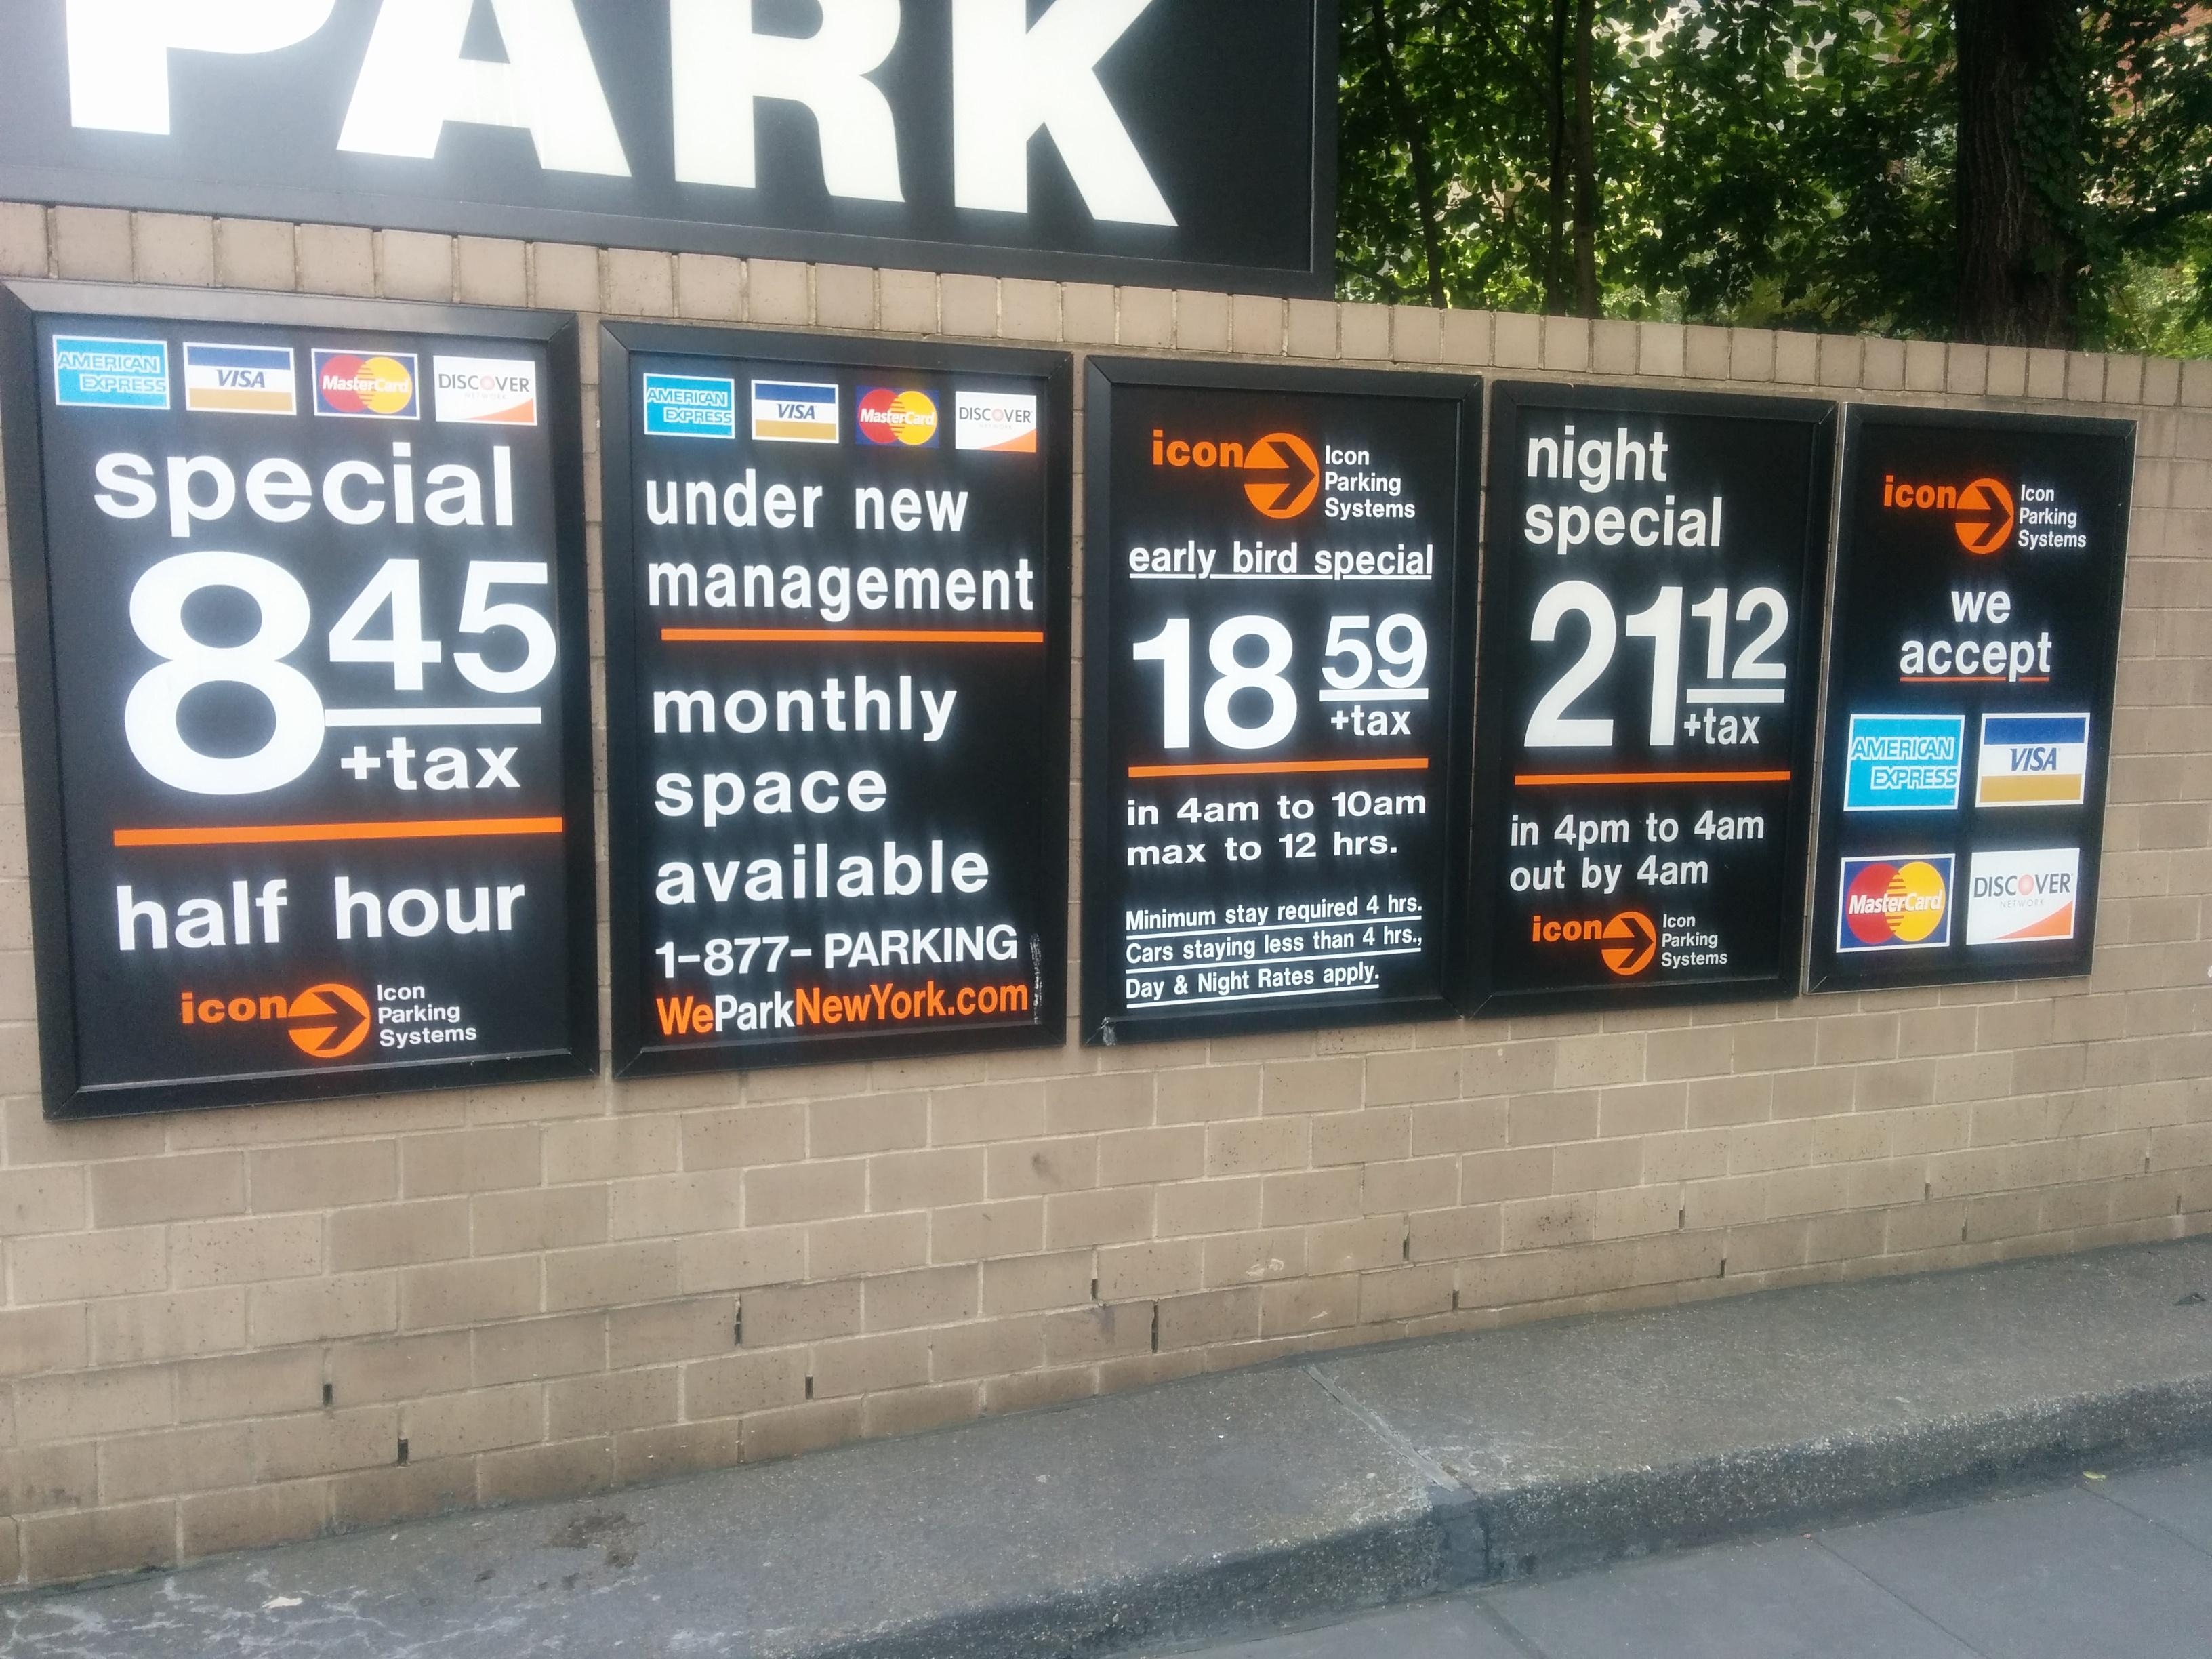 PARK
AMERICAN
EXPRESS
VISA
MasterCard
DISCOVER
NETWORK
special
8 45
+tax
half hour
icon
Icon
Parking
Systems
AMERICAN
EXPRESS
VISA
MasterCard
DISCOVER
NETWORK
under new
management
monthly
space
available
1-877-PARKING
WeParkNewYork.com
icon
Icon
Parking
Systems
early bird special
18 59
+tax
in 4am to 10am
max to 12 hrs.
Minimum stay required 4 hrs.
Cars staying less than 4 hrs.,
Day & Night Rates apply.
night
special
21 12
+tax
in 4pm to 4am
out by 4am
icon
Icon
Parking
Systems
icon
Icon
Parking
Systems
we
accept
AMERICAN
EXPRESS
VISA
MasterCard
DISCOVER
NETWORK